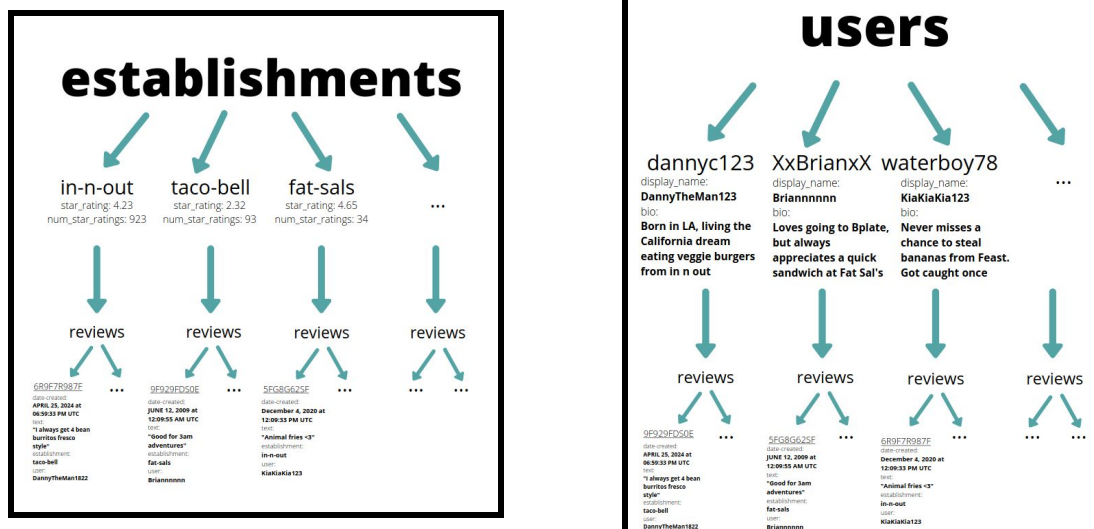 establishments
in-n-out
star_rating: 4.23
num_star_ratings: 923
taco-bell
star_rating: 2.32
num_star_ratings: 93
fat-sals
star_rating: 4.65
num_star_ratings: 34
...
reviews
reviews
reviews
reviews
6R9F7R987F
date-created:
APRIL 25, 2024 at
06:59:33 PM UTC
text:
"I always get 4 bean
burritos fresco
style"
establishment:
taco-bell
user:
DannyTheMan1822
...
9F929FDS0E
date-created:
JUNE 12, 2009 at
12:09:55 AM UTC
text:
"Good for 3am
adventures"
establishment:
fat-sals
user:
Briannnnnn
...
5FG8G62SF
date-created:
December 4, 2020 at
12:09:33 PM UTC
text:
"Animal fries <3"
establishment:
in-n-out
user:
KiaKiaKia123
...
...
...
users
dannyc123
display_name:
DannyTheMan123
bio:
Born in LA, living the
California dream
eating veggie burgers
from in n out
XxBrianxX
display_name:
Briannnnnn
bio:
Loves going to Bplate,
but always
appreciates a quick
sandwich at Fat Sal's
waterboy78
display_name:
KiaKiaKia123
bio:
Never misses a
chance to steal
bananas from Feast.
Got caught once
...
reviews
reviews
reviews
reviews
9F929FDS0E
date-created:
APRIL 25, 2024 at
06:59:33 PM UTC
text:
"I always get 4 bean
burritos fresco
style"
establishment:
taco-bell
user:
DannyTheMan1822
...
5FG8G62SF
date-created:
JUNE 12, 2009 at
12:09:55 AM UTC
text:
"Good for 3am
adventures"
establishment:
fat-sals
user:
Briannnnnn
...
6R9F7R987F
date-created:
December 4, 2020 at
12:09:33 PM UTC
text:
"Animal fries <3"
establishment:
in-n-out
user:
KiaKiaKia123
...
...
...